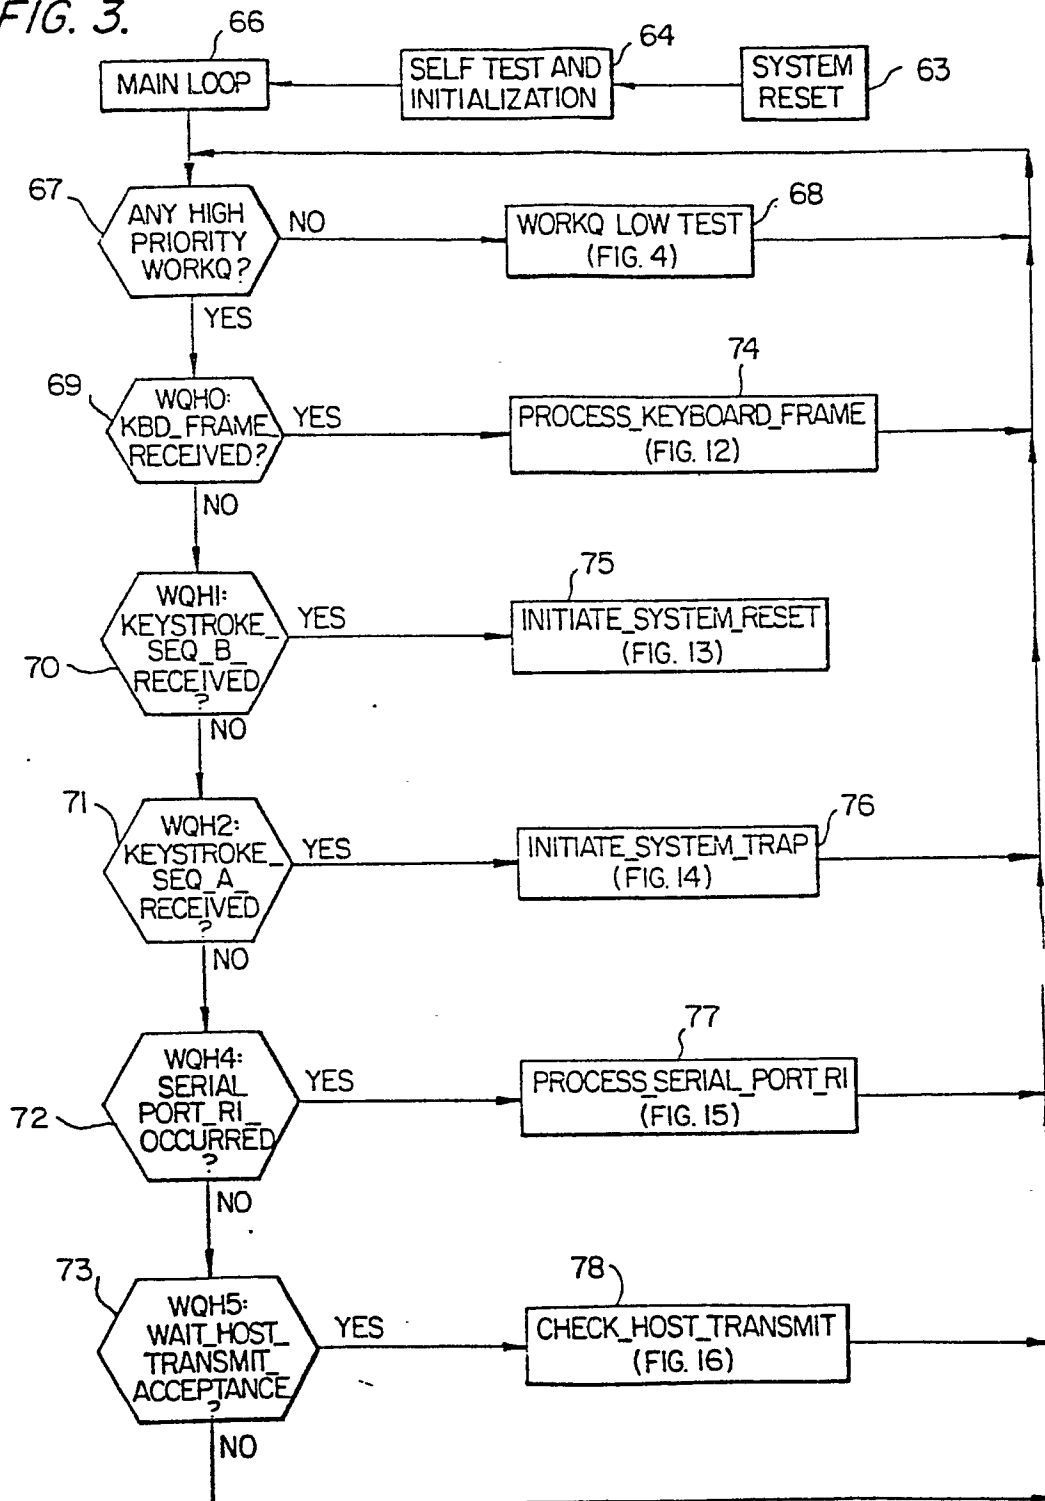 FIG. 3.
66
64
63
MAIN LOOP
SELF TEST AND
INITIALIZATION
SYSTEM
RESET
67
ANY HIGH
PRIORITY
WORKQ?
NO
68
WORKQ LOW TEST
(FIG. 4)
YES
69
WQH0:
KBD_FRAME_
RECEIVED?
YES
74
PROCESS_KEYBOARD_FRAME
(FIG. 12)
NO
70
WQH1:
KEYSTROKE_
SEQ_B_
RECEIVED
?
YES
75
INITIATE_SYSTEM_RESET
(FIG. 13)
NO
71
WQH2:
KEYSTROKE_
SEQ_A_
RECEIVED
?
YES
76
INITIATE_SYSTEM_TRAP
(FIG. 14)
NO
72
WQH4:
SERIAL
PORT_RI_
OCCURRED
?
YES
77
PROCESS_SERIAL_PORT_RI
(FIG. 15)
NO
73
WQH5:
WAIT_HOST_
TRANSMIT_
ACCEPTANCE
?
YES
78
CHECK_HOST_TRANSMIT
(FIG. 16)
NO